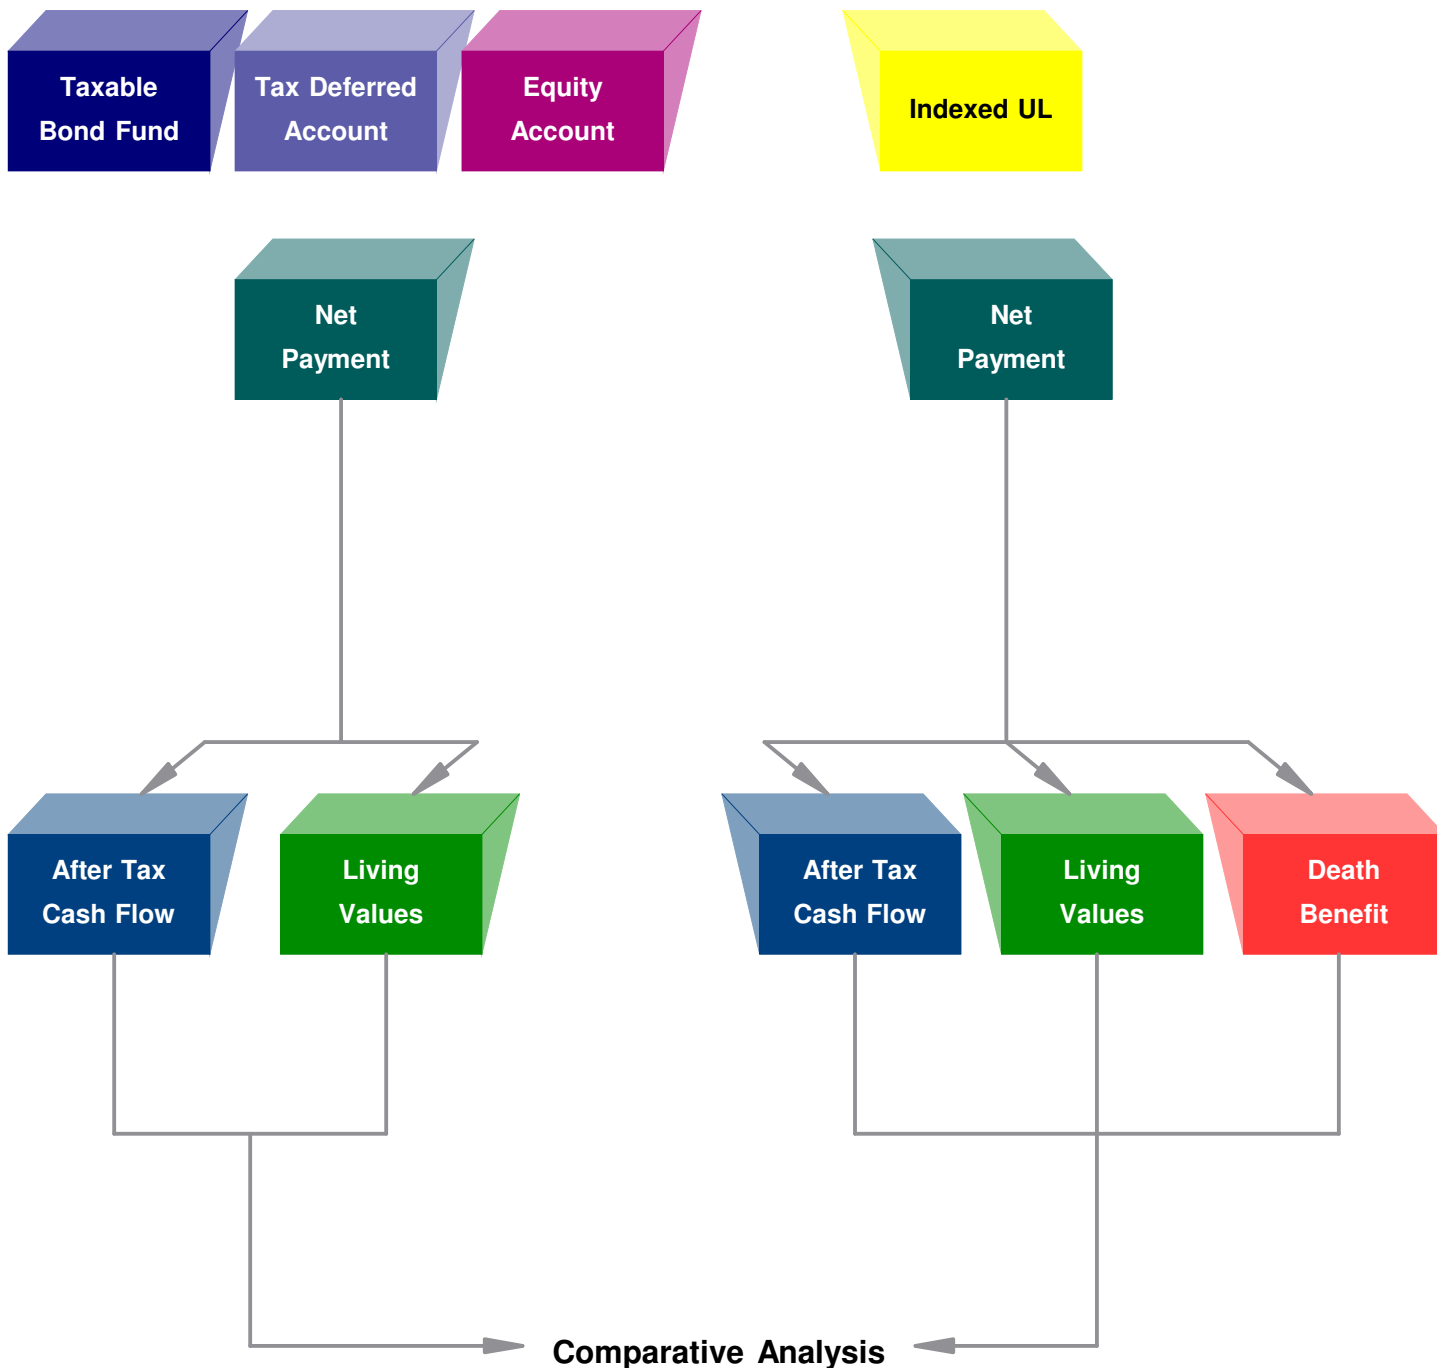 Taxable
Bond Fund
Tax Deferred
Account
Equity
Account
Indexed UL
Net
Payment
Net
Payment
After Tax
Cash Flow
Living
Values
After Tax
Cash Flow
Living
Values
Death
Benefit
Comparative Analysis